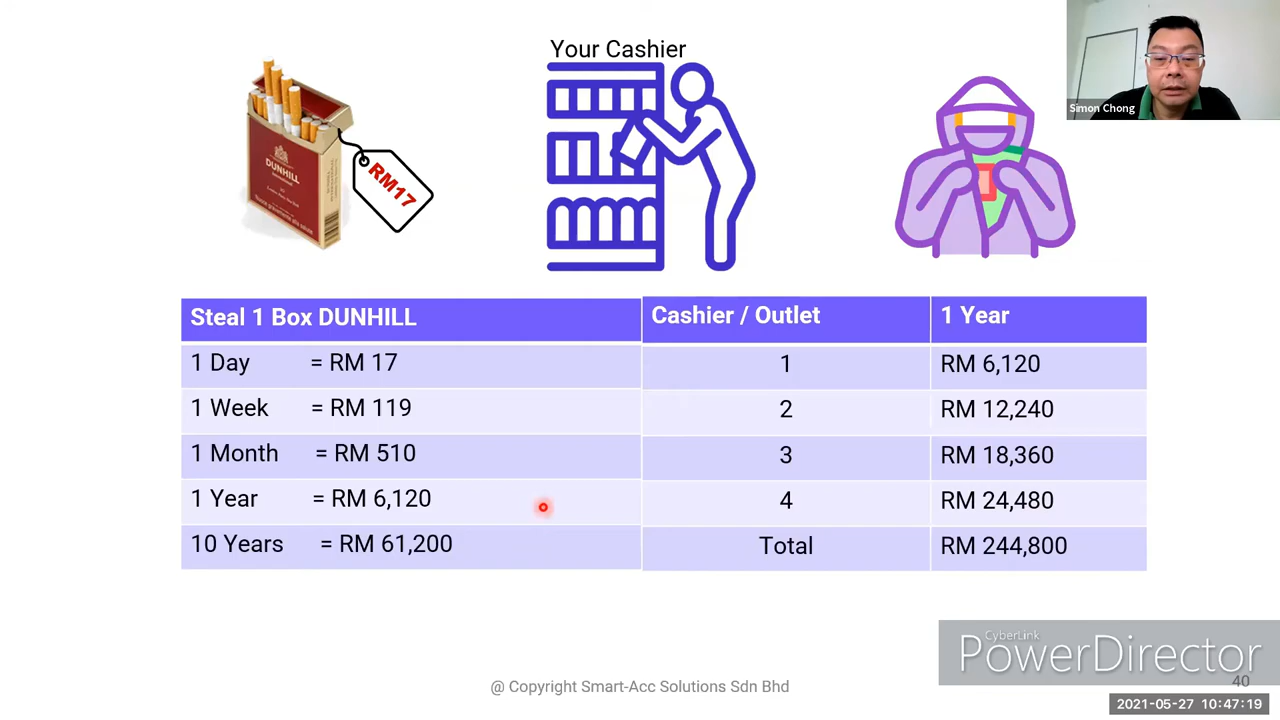 Your Cashier
Simon Chong
DUNHILL
RM17
Steal 1 Box DUNHILL
1 Day = RM 17
1 Week = RM 119
1 Month = RM 510
1 Year = RM 6,120
10 Years = RM 61,200
Cashier / Outlet 1 Year
1 RM 6,120
2 RM 12,240
3 RM 18,360
4 RM 24,480
Total RM 244,800
CyberLink
PowerDirector
40
@ Copyright Smart-Acc Solutions Sdn Bhd
2021-05-27 10:47:19